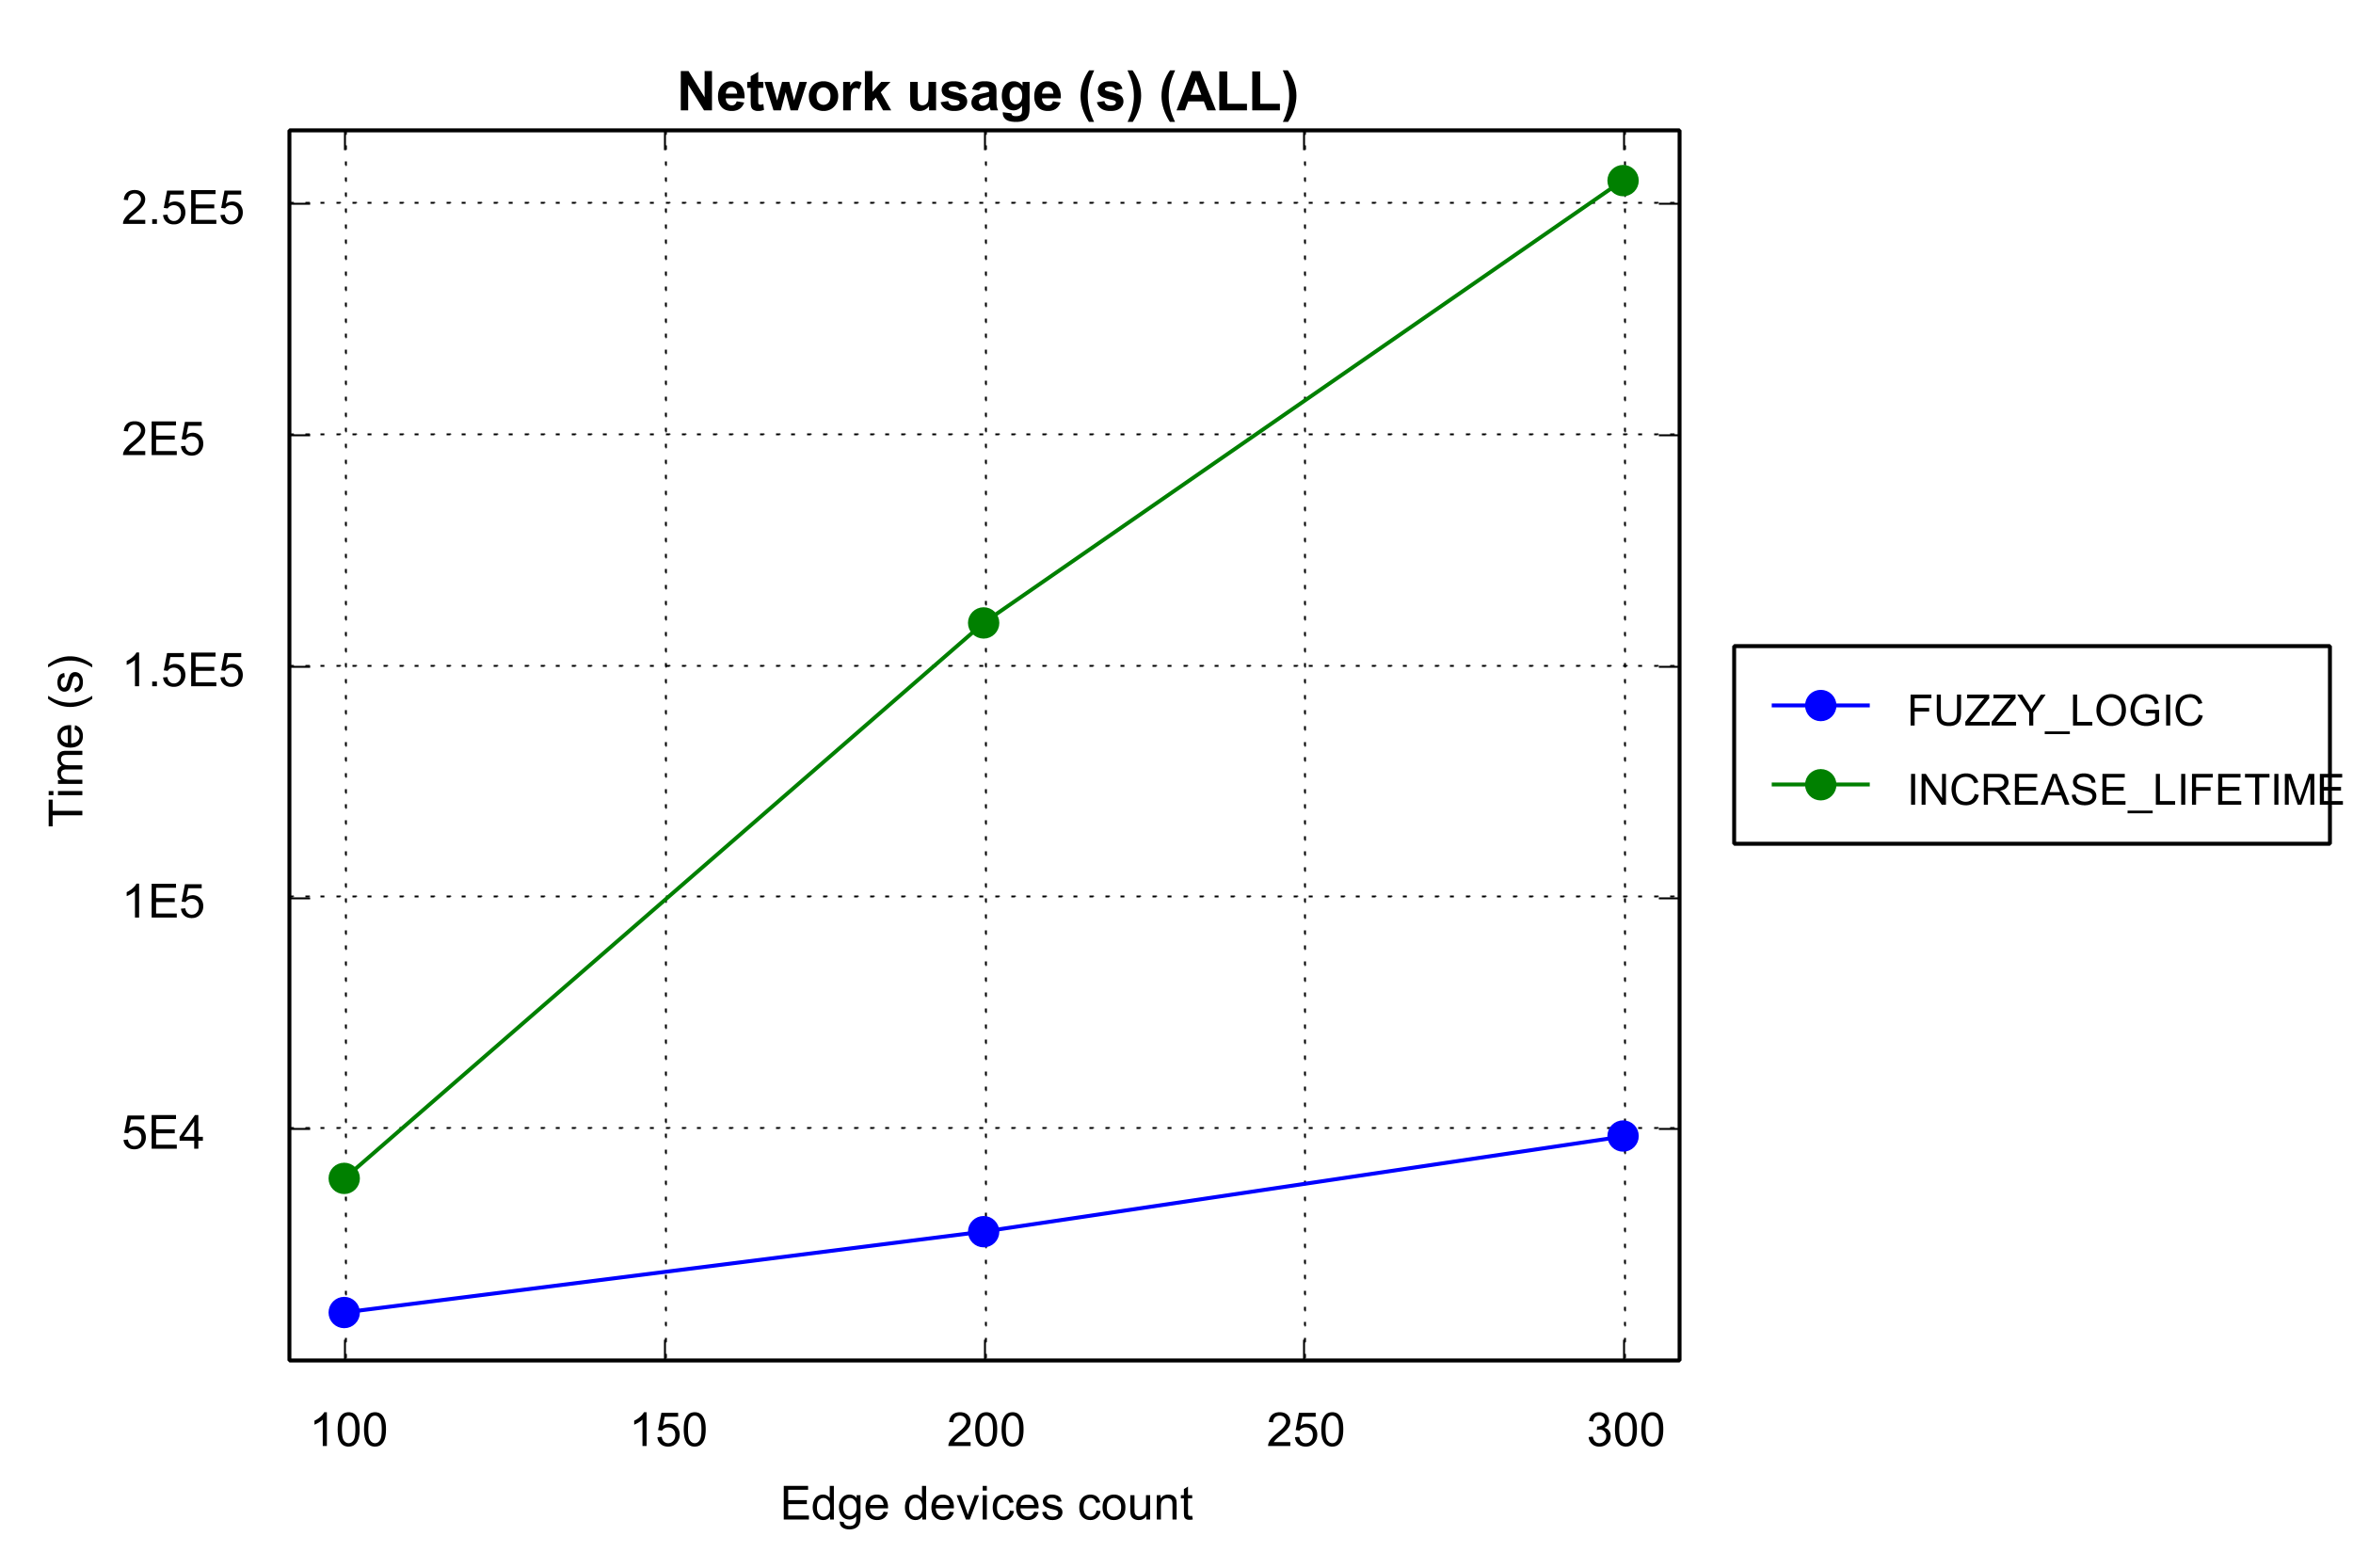 Network usage (s) (ALL)
2.5E5
2E5
1.5E5
1E5
5E4
Time (s)
100 150 200 250 300
Edge devices count
FUZZY_LOGIC
INCREASE_LIFETIME